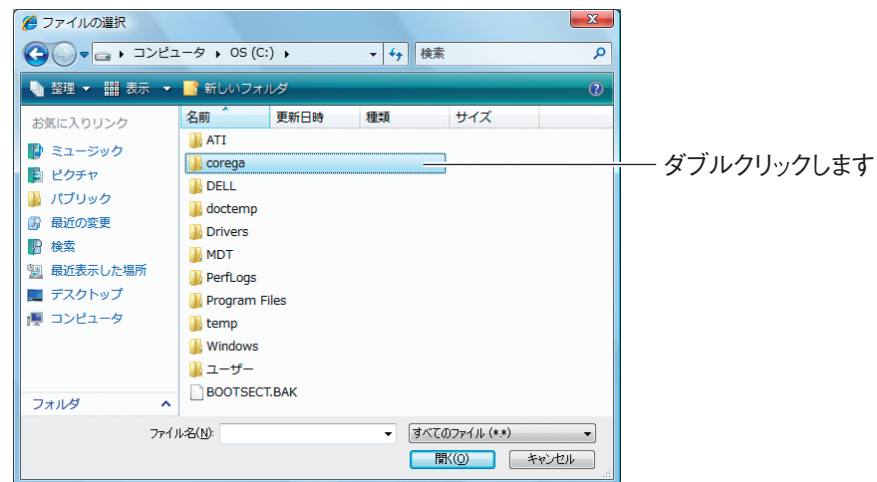 ファイルの選択
コンピュータ ▸ OS (C:) ▸ 検索
整理 表示 新しいフォルダ
お気に入りリンク
ミュージック
ピクチャ
パブリック
最近の変更
検索
最近表示した場所
デスクトップ
コンピュータ
フォルダ
名前 更新日時 種類 サイズ
ATI
corega
DELL
doctemp
Drivers
MDT
PerfLogs
Program Files
temp
Windows
ユーザー
BOOTSECT.BAK
ダブルクリックします
ファイル名(N): すべてのファイル (*.*)
開く(O) キャンセル